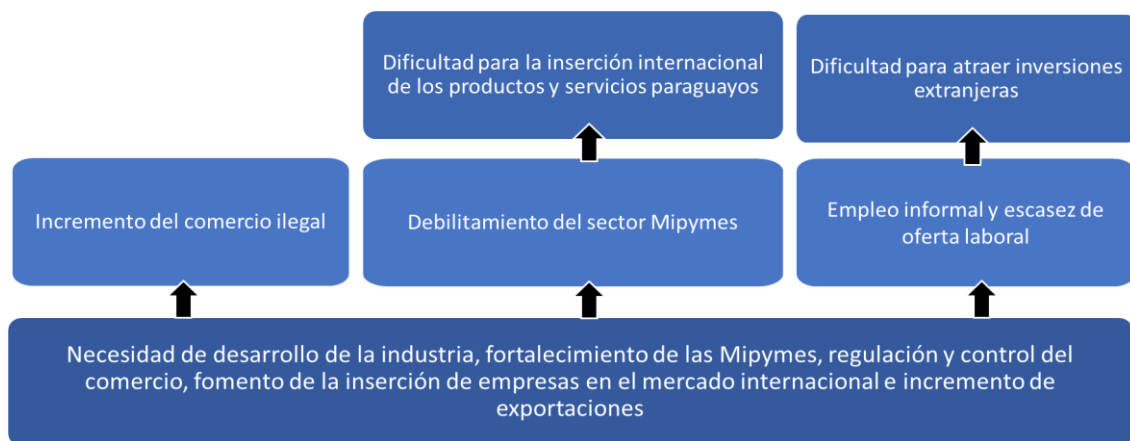 Dificultad para la inserción internacional
de los productos y servicios paraguayos
Dificultad para atraer inversiones
extranjeras
Incremento del comercio ilegal
Debilitamiento del sector Mipymes
Empleo informal y escasez de
oferta laboral
Necesidad de desarrollo de la industria, fortalecimiento de las Mipymes, regulación y control del
comercio, fomento de la inserción de empresas en el mercado internacional e incremento de
exportaciones